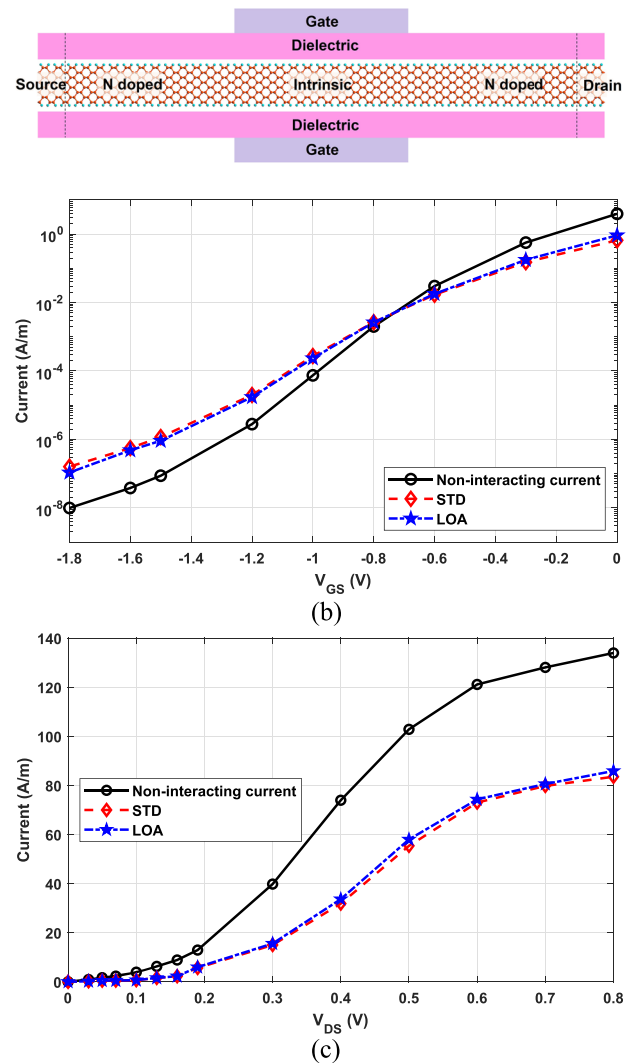 Gate
Dielectric
Source N doped Intrinsic N doped Drain
Dielectric
Gate
Current (A/m)
10^0
10^-2
10^-4
10^-6
10^-8
Non-interacting current
STD
LOA
-1.8 -1.6 -1.4 -1.2 -1 -0.8 -0.6 -0.4 -0.2 0
V_GS (V)
(b)
Current (A/m)
140
120
100
80
60
40
20
0
Non-interacting current
STD
LOA
0 0.1 0.2 0.3 0.4 0.5 0.6 0.7 0.8
V_DS (V)
(c)